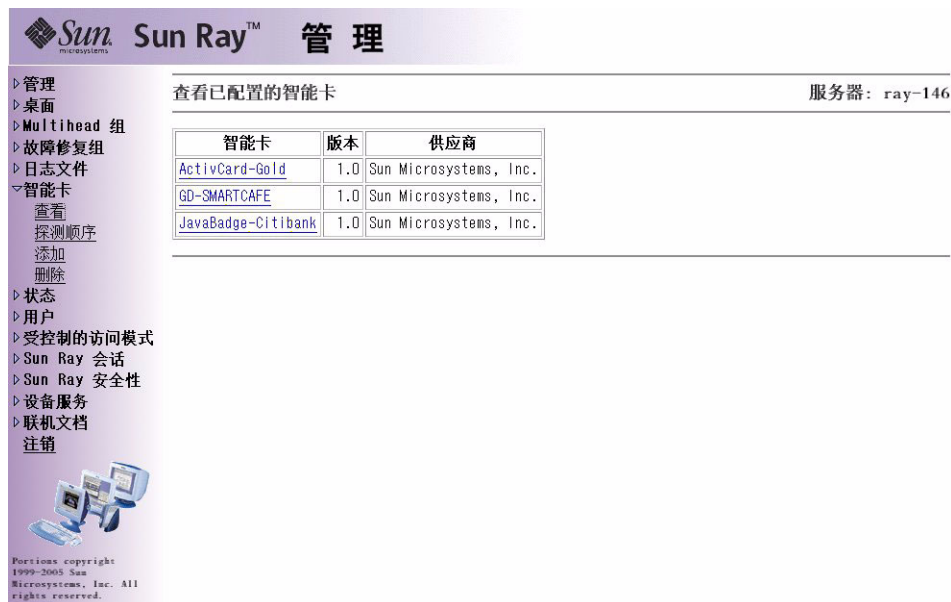 Sun microsystems Sun Ray™ 管 理
管理
桌面
Multihead 组
故障修复组
日志文件
智能卡
查看
探测顺序
添加
删除
状态
用户
受控制的访问模式
Sun Ray 会话
Sun Ray 安全性
设备服务
联机文档
注销
Portions copyright
1999-2005 Sun
Microsystems, Inc. All
rights reserved.
查看已配置的智能卡 服务器: ray-146
智能卡 版本 供应商
ActivCard-Gold 1.0 Sun Microsystems, Inc.
GD-SMARTCAFE 1.0 Sun Microsystems, Inc.
JavaBadge-Citibank 1.0 Sun Microsystems, Inc.